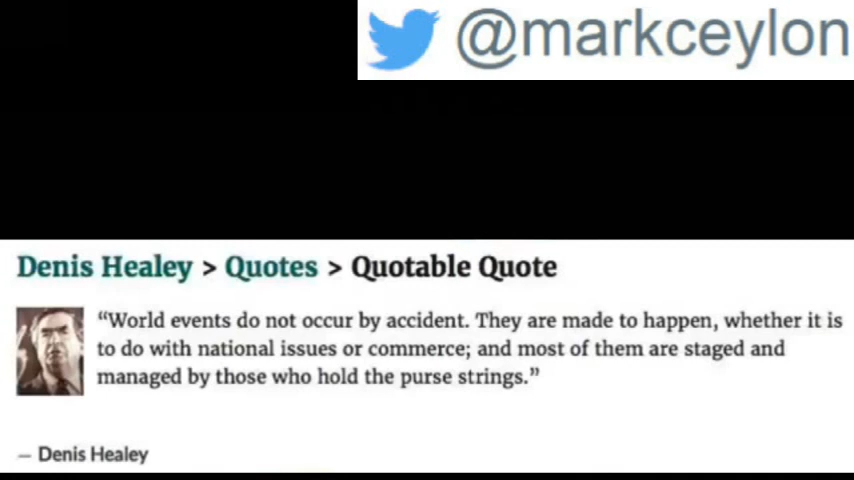 @markceylon
Denis Healey > Quotes > Quotable Quote
“World events do not occur by accident. They are made to happen, whether it is
to do with national issues or commerce; and most of them are staged and
managed by those who hold the purse strings.”
— Denis Healey